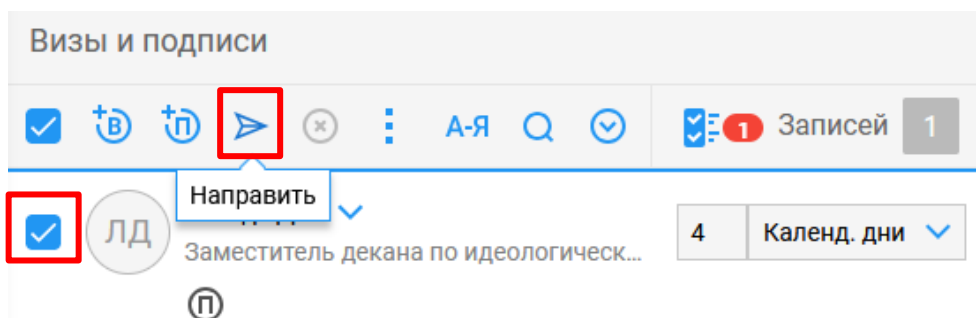 Визы и подписи
+В +П А-Я 1 Записей 1
Направить
ЛД
Заместитель декана по идеологическ...
4 Календ. дни
П